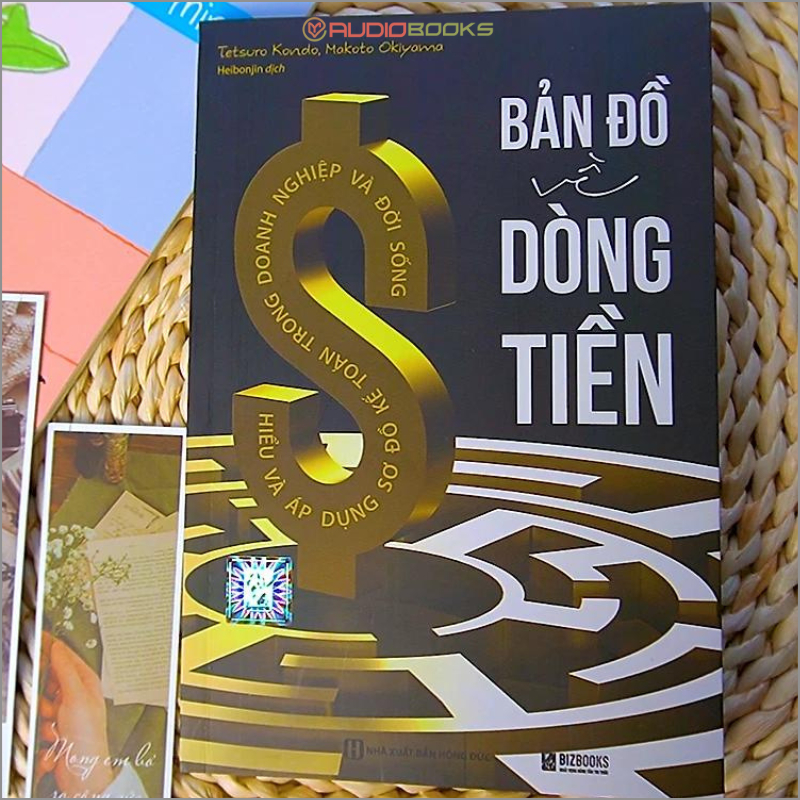 AUDIOBOOKS
Tetsuro Kondo, Makoto Okiyama
Heibonjin dịch
BẢN ĐỒ
về
DÒNG
TIỀN
HIỂU VÀ ÁP DỤNG SƠ ĐỒ KẾ TOÁN TRONG DOANH NGHIỆP VÀ ĐỜI SỐNG
NHÀ XUẤT BẢN HỒNG ĐỨC
BIZBOOKS
Mong em bỏ